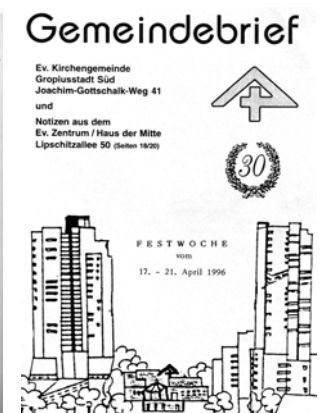 Gemeindebrief
Ev. Kirchengemeinde
Gropiusstadt Süd
Joachim-Gottschalk-Weg 41
und
Notizen aus dem
Ev. Zentrum / Haus der Mitte
Lipschitzallee 50 (Seiten 18/20)
30
FESTWOCHE
vom
17. - 21. April 1996